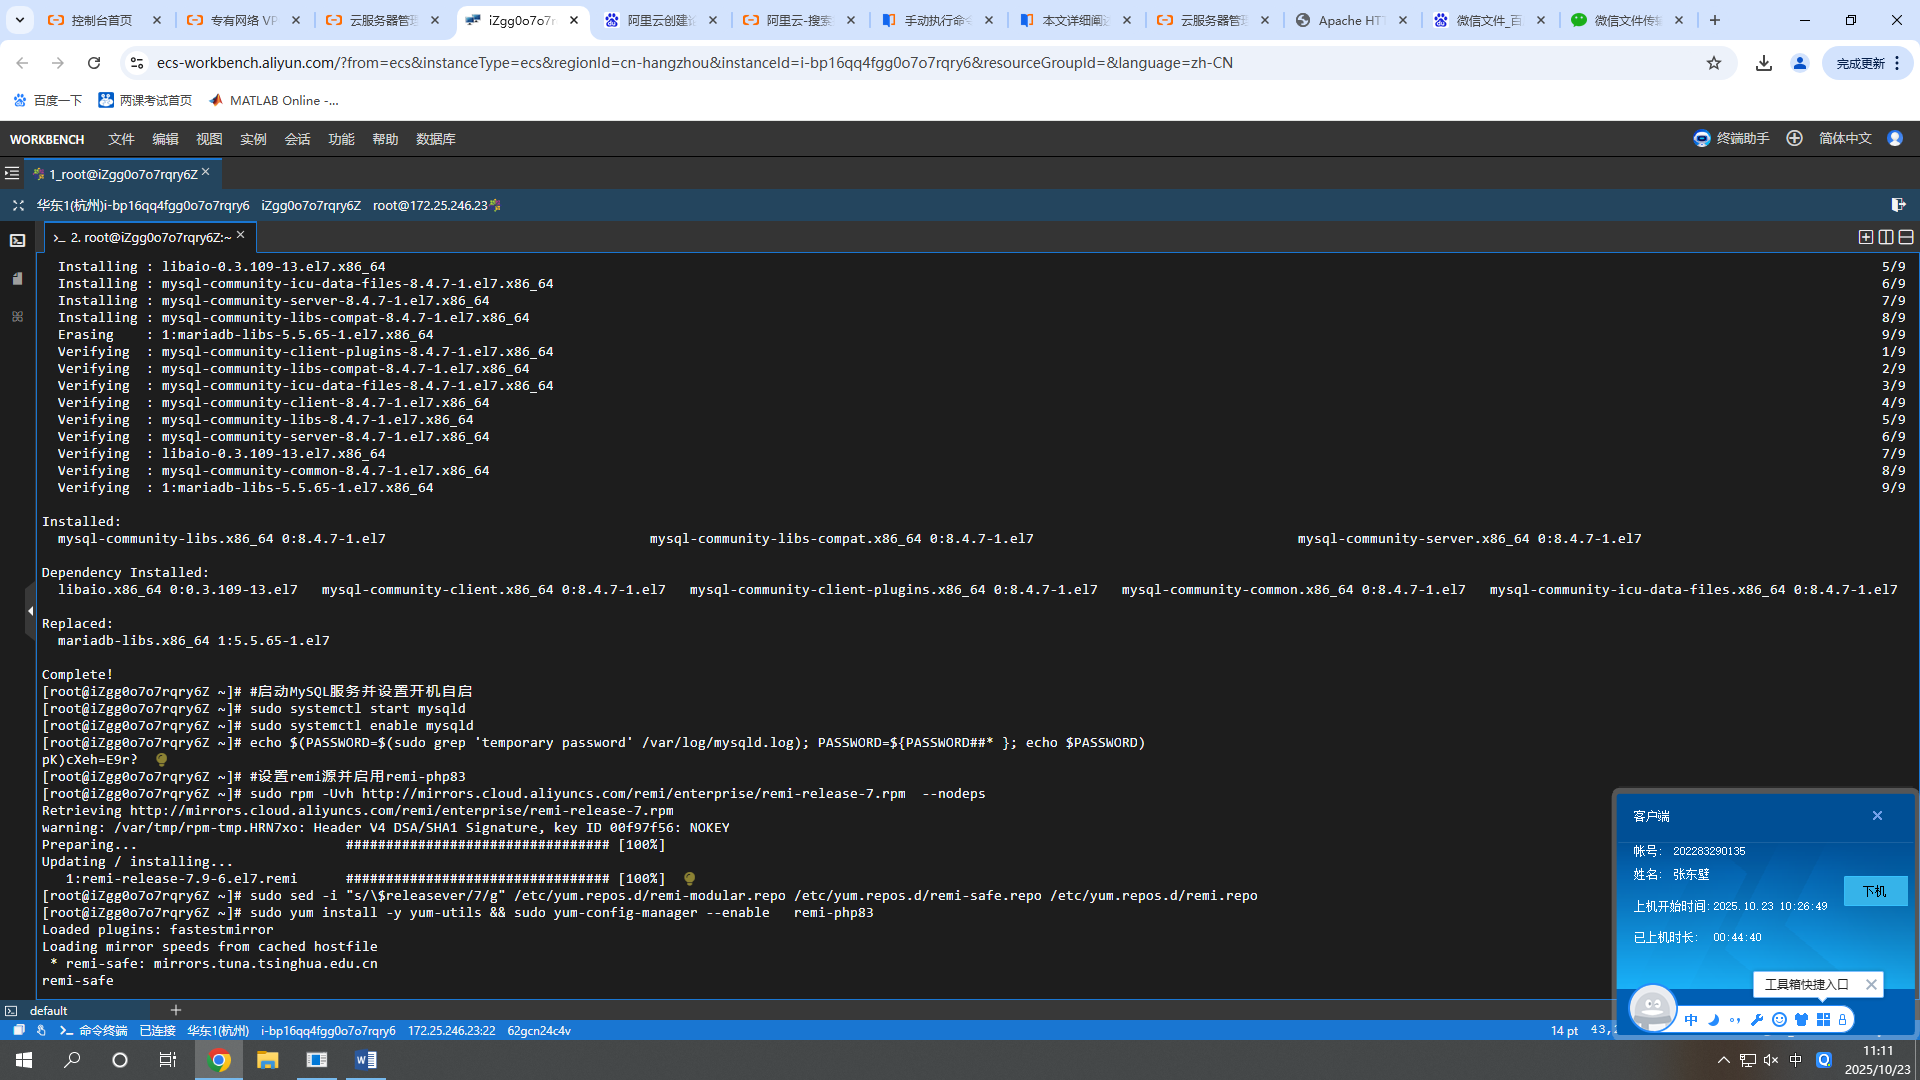 控制台首页
专有网络 VP
云服务器管理
iZgg0o7o7r
阿里云创建论
阿里云-搜索
手动执行命令
本文详细阐述
云服务器管理
Apache HTT
微信文件_百
微信文件传输
ecs-workbench.aliyun.com/?from=ecs&instanceType=ecs&regionId=cn-hangzhou&instanceId=i-bp16qq4fgg0o7o7rqry6&resourceGroupId=&language=zh-CN
完成更新
百度一下 两课考试首页 MATLAB Online -...
WORKBENCH 文件 编辑 视图 实例 会话 功能 帮助 数据库 终端助手 简体中文
1_root@iZgg0o7o7rqry6Z
华东1(杭州)i-bp16qq4fgg0o7o7rqry6 iZgg0o7o7rqry6Z root@172.25.246.23
>_ 2. root@iZgg0o7o7rqry6Z:~
Installing : libaio-0.3.109-13.el7.x86_64 5/9
Installing : mysql-community-icu-data-files-8.4.7-1.el7.x86_64 6/9
Installing : mysql-community-server-8.4.7-1.el7.x86_64 7/9
Installing : mysql-community-libs-compat-8.4.7-1.el7.x86_64 8/9
Erasing : 1:mariadb-libs-5.5.65-1.el7.x86_64 9/9
Verifying : mysql-community-client-plugins-8.4.7-1.el7.x86_64 1/9
Verifying : mysql-community-libs-compat-8.4.7-1.el7.x86_64 2/9
Verifying : mysql-community-icu-data-files-8.4.7-1.el7.x86_64 3/9
Verifying : mysql-community-client-8.4.7-1.el7.x86_64 4/9
Verifying : mysql-community-libs-8.4.7-1.el7.x86_64 5/9
Verifying : mysql-community-server-8.4.7-1.el7.x86_64 6/9
Verifying : libaio-0.3.109-13.el7.x86_64 7/9
Verifying : mysql-community-common-8.4.7-1.el7.x86_64 8/9
Verifying : 1:mariadb-libs-5.5.65-1.el7.x86_64 9/9
Installed:
mysql-community-libs.x86_64 0:8.4.7-1.el7 mysql-community-libs-compat.x86_64 0:8.4.7-1.el7 mysql-community-server.x86_64 0:8.4.7-1.el7
Dependency Installed:
libaio.x86_64 0:0.3.109-13.el7 mysql-community-client.x86_64 0:8.4.7-1.el7 mysql-community-client-plugins.x86_64 0:8.4.7-1.el7 mysql-community-common.x86_64 0:8.4.7-1.el7 mysql-community-icu-data-files.x86_64 0:8.4.7-1.el7
Replaced:
mariadb-libs.x86_64 1:5.5.65-1.el7
Complete!
[root@iZgg0o7o7rqry6Z ~]# #启动MySQL服务并设置开机自启
[root@iZgg0o7o7rqry6Z ~]# sudo systemctl start mysqld
[root@iZgg0o7o7rqry6Z ~]# sudo systemctl enable mysqld
[root@iZgg0o7o7rqry6Z ~]# echo $(PASSWORD=$(sudo grep 'temporary password' /var/log/mysqld.log); PASSWORD=${PASSWORD##* }; echo $PASSWORD)
pK)cXeh=E9r?
[root@iZgg0o7o7rqry6Z ~]# #设置remi源并启用remi-php83
[root@iZgg0o7o7rqry6Z ~]# sudo rpm -Uvh http://mirrors.cloud.aliyuncs.com/remi/enterprise/remi-release-7.rpm --nodeps
Retrieving http://mirrors.cloud.aliyuncs.com/remi/enterprise/remi-release-7.rpm
warning: /var/tmp/rpm-tmp.HRN7xo: Header V4 DSA/SHA1 Signature, key ID 00f97f56: NOKEY
Preparing... ################################# [100%]
Updating / installing...
1:remi-release-7.9-6.el7.remi ################################# [100%]
[root@iZgg0o7o7rqry6Z ~]# sudo sed -i "s/\$releasever/7/g" /etc/yum.repos.d/remi-modular.repo /etc/yum.repos.d/remi-safe.repo /etc/yum.repos.d/remi.repo
[root@iZgg0o7o7rqry6Z ~]# sudo yum install -y yum-utils && sudo yum-config-manager --enable remi-php83
Loaded plugins: fastestmirror
Loading mirror speeds from cached hostfile
* remi-safe: mirrors.tuna.tsinghua.edu.cn
remi-safe
客户端
帐号: 202283290135
姓名: 张东壁
下机
上机开始时间: 2025.10.23 10:26:49
已上机时长: 00:44:40
工具箱快捷入口
中
default
命令终端 已连接 华东1(杭州) i-bp16qq4fgg0o7o7rqry6 172.25.246.23:22 62gcn24c4v 14 pt 43,
中
11:11
2025/10/23